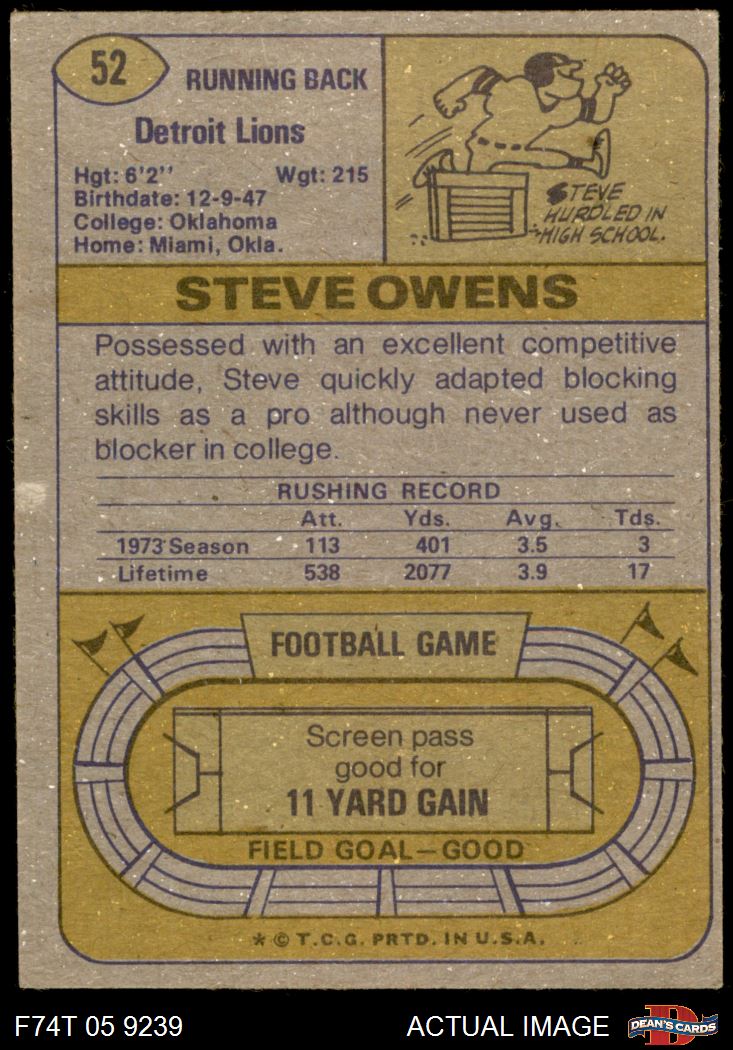 52
RUNNING BACK
Detroit Lions
Hgt: 6'2'' Wgt: 215
Birthdate: 12-9-47
College: Oklahoma
Home: Miami, Okla.
STEVE
HURDLED IN
HIGH SCHOOL.
STEVE OWENS
Possessed with an excellent competitive
attitude, Steve quickly adapted blocking
skills as a pro although never used as
blocker in college.
RUSHING RECORD
Att. Yds. Avg. Tds.
1973 Season 113 401 3.5 3
Lifetime 538 2077 3.9 17
FOOTBALL GAME
Screen pass
good for
11 YARD GAIN
FIELD GOAL—GOOD
* © T.C.G. PRTD. IN U.S.A.
F74T 05 9239 ACTUAL IMAGE
DEAN'S CARDS